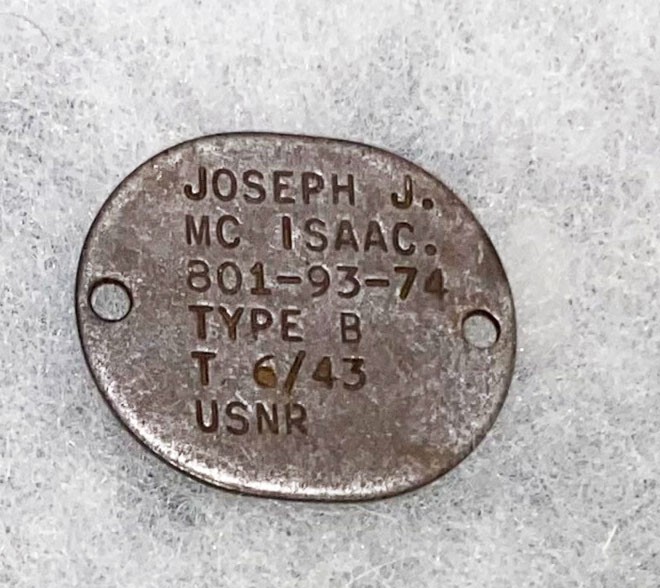 JOSEPH J.
MC ISAAC.
801-93-74
TYPE B
T. 6/43
USNR